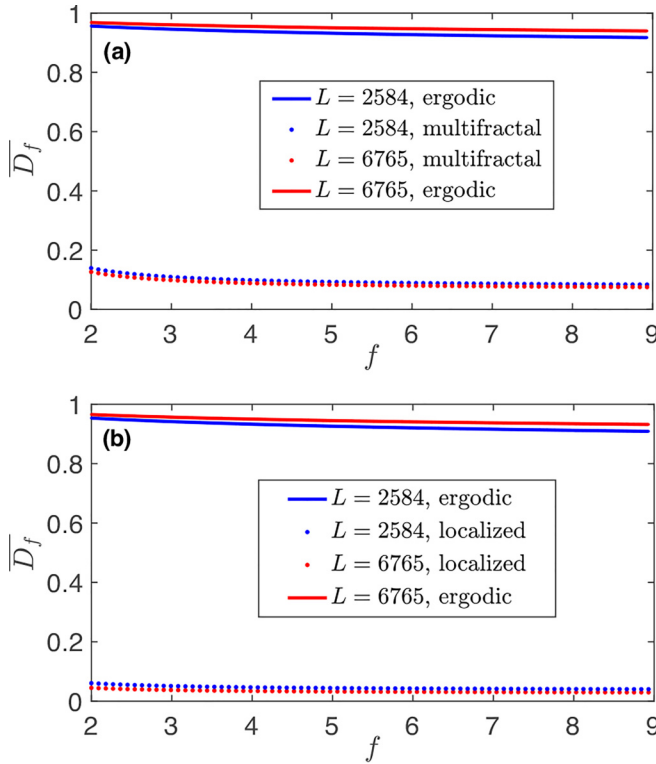 1
(a)
0.8
L = 2584, ergodic
L = 2584, multifractal
L = 6765, multifractal
L = 6765, ergodic
0.6
D_f
0.4
0.2
0
2 3 4 5 6 7 8 9
f
1
(b)
0.8
L = 2584, ergodic
L = 2584, localized
L = 6765, localized
L = 6765, ergodic
0.6
D_f
0.4
0.2
0
2 3 4 5 6 7 8 9
f